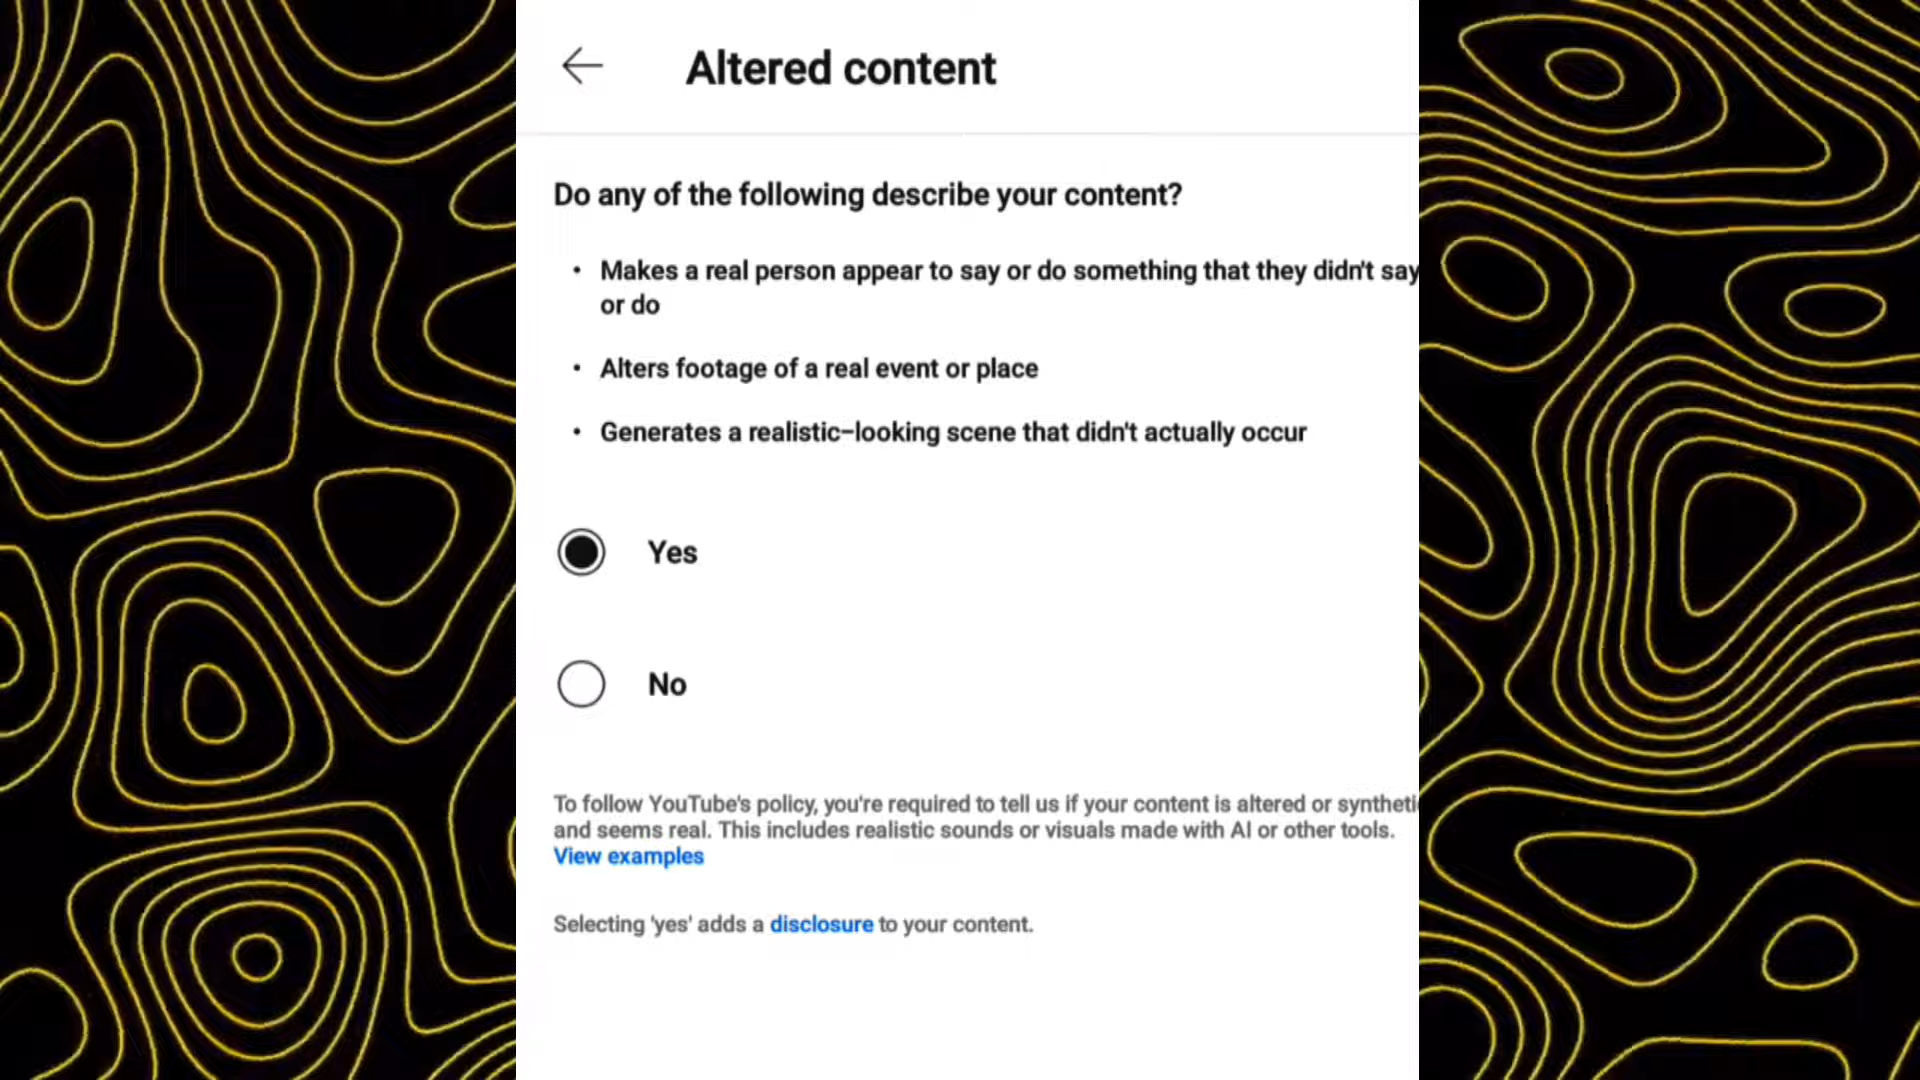 Altered content
Do any of the following describe your content?
• Makes a real person appear to say or do something that they didn't say
or do
• Alters footage of a real event or place
• Generates a realistic-looking scene that didn't actually occur
Yes
No
To follow YouTube's policy, you're required to tell us if your content is altered or syntheti
and seems real. This includes realistic sounds or visuals made with AI or other tools.
View examples
Selecting 'yes' adds a disclosure to your content.